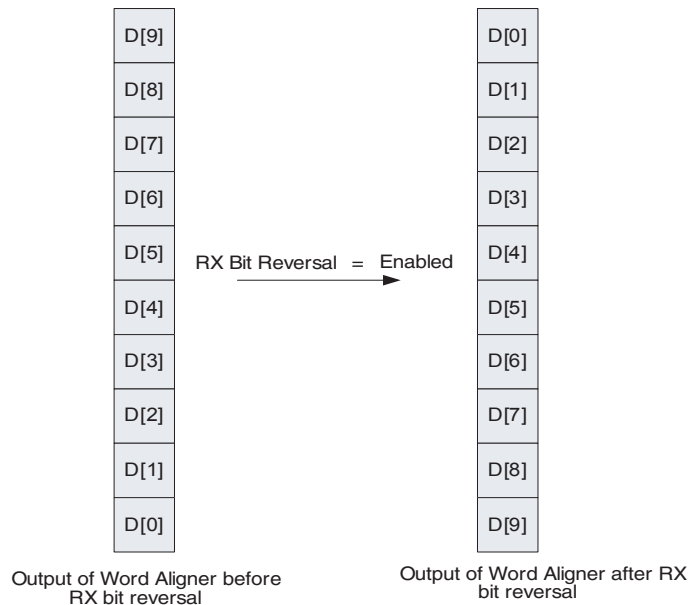 D[9]
D[8]
D[7]
D[6]
D[5]
D[4]
D[3]
D[2]
D[1]
D[0]
Output of Word Aligner before
RX bit reversal
RX Bit Reversal = Enabled
D[0]
D[1]
D[2]
D[3]
D[4]
D[5]
D[6]
D[7]
D[8]
D[9]
Output of Word Aligner after RX
bit reversal